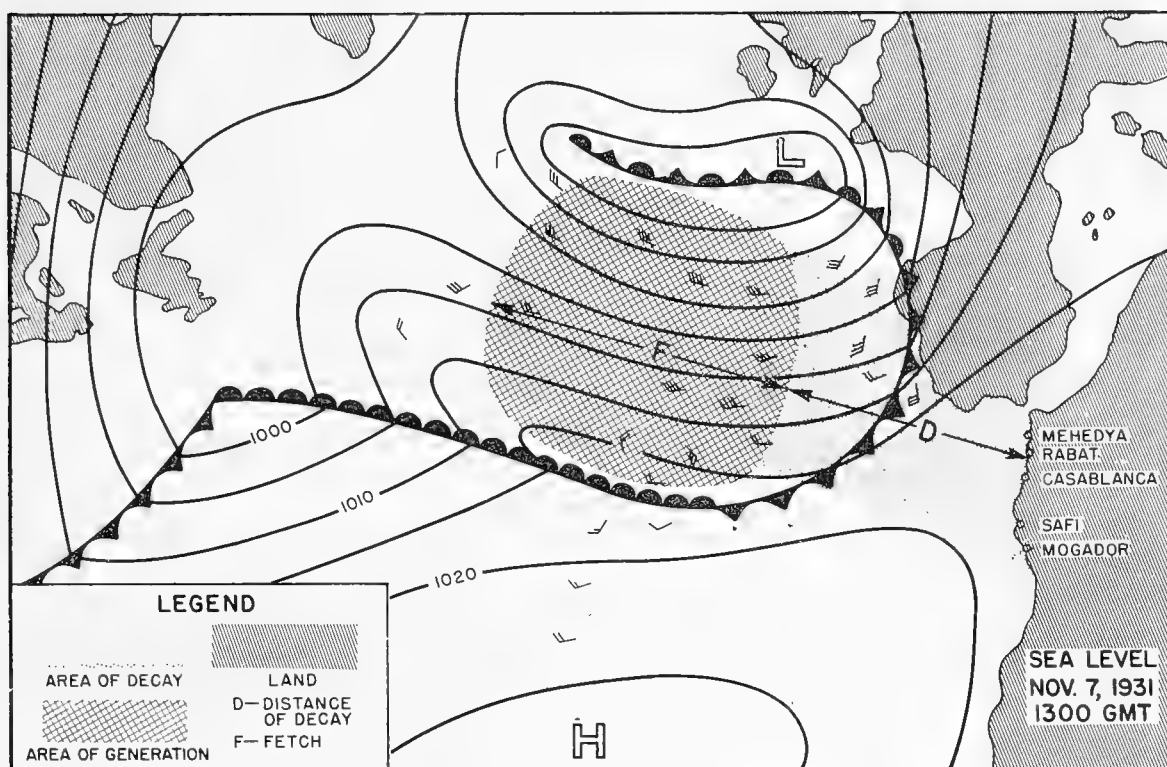 L
F
D
MEHEDYA
RABAT
CASABLANCA
SAFI
MOGADOR
1000
1010
1020
H
LEGEND
AREA OF DECAY
LAND
D—DISTANCE
OF DECAY
AREA OF GENERATION
F—FETCH
SEA LEVEL
NOV. 7, 1931
1300 GMT